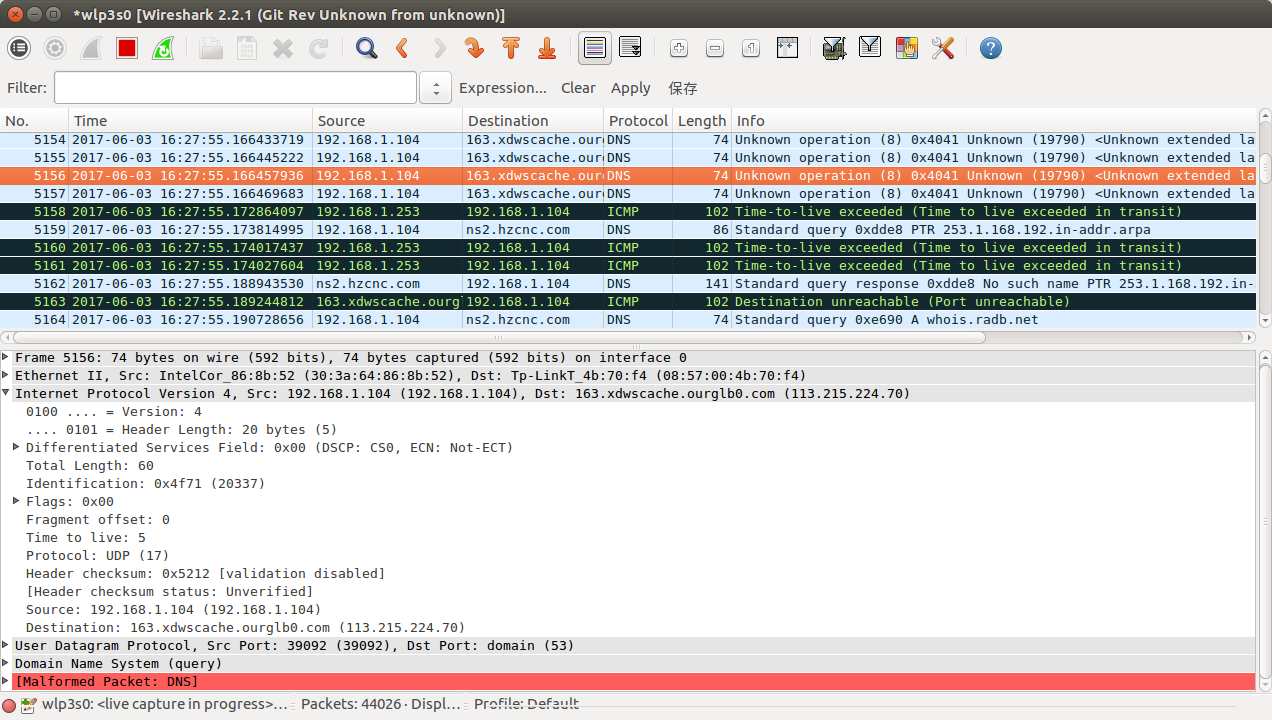 *wlp3s0 [Wireshark 2.2.1 (Git Rev Unknown from unknown)]
Filter: Expression... Clear Apply 保存
No. Time Source Destination Protocol Length Info
5154 2017-06-03 16:27:55.166433719 192.168.1.104 163.xdwscache.ourg DNS 74 Unknown operation (8) 0x4041 Unknown (19790) <Unknown extended la
5155 2017-06-03 16:27:55.166445222 192.168.1.104 163.xdwscache.ourg DNS 74 Unknown operation (8) 0x4041 Unknown (19790) <Unknown extended la
5156 2017-06-03 16:27:55.166457936 192.168.1.104 163.xdwscache.ourg DNS 74 Unknown operation (8) 0x4041 Unknown (19790) <Unknown extended la
5157 2017-06-03 16:27:55.166469683 192.168.1.104 163.xdwscache.ourg DNS 74 Unknown operation (8) 0x4041 Unknown (19790) <Unknown extended la
5158 2017-06-03 16:27:55.172864097 192.168.1.253 192.168.1.104 ICMP 102 Time-to-live exceeded (Time to live exceeded in transit)
5159 2017-06-03 16:27:55.173814995 192.168.1.104 ns2.hzcnc.com DNS 86 Standard query 0xdde8 PTR 253.1.168.192.in-addr.arpa
5160 2017-06-03 16:27:55.174017437 192.168.1.253 192.168.1.104 ICMP 102 Time-to-live exceeded (Time to live exceeded in transit)
5161 2017-06-03 16:27:55.174027604 192.168.1.253 192.168.1.104 ICMP 102 Time-to-live exceeded (Time to live exceeded in transit)
5162 2017-06-03 16:27:55.188943530 ns2.hzcnc.com 192.168.1.104 DNS 141 Standard query response 0xdde8 No such name PTR 253.1.168.192.in-
5163 2017-06-03 16:27:55.189244812 163.xdwscache.ourgl 192.168.1.104 ICMP 102 Destination unreachable (Port unreachable)
5164 2017-06-03 16:27:55.190728656 192.168.1.104 ns2.hzcnc.com DNS 74 Standard query 0xe690 A whois.radb.net
Frame 5156: 74 bytes on wire (592 bits), 74 bytes captured (592 bits) on interface 0
Ethernet II, Src: IntelCor_86:8b:52 (30:3a:64:86:8b:52), Dst: Tp-LinkT_4b:70:f4 (08:57:00:4b:70:f4)
Internet Protocol Version 4, Src: 192.168.1.104 (192.168.1.104), Dst: 163.xdwscache.ourglb0.com (113.215.224.70)
0100 .... = Version: 4
.... 0101 = Header Length: 20 bytes (5)
Differentiated Services Field: 0x00 (DSCP: CS0, ECN: Not-ECT)
Total Length: 60
Identification: 0x4f71 (20337)
Flags: 0x00
Fragment offset: 0
Time to live: 5
Protocol: UDP (17)
Header checksum: 0x5212 [validation disabled]
[Header checksum status: Unverified]
Source: 192.168.1.104 (192.168.1.104)
Destination: 163.xdwscache.ourglb0.com (113.215.224.70)
User Datagram Protocol, Src Port: 39092 (39092), Dst Port: domain (53)
Domain Name System (query)
[Malformed Packet: DNS]
wlp3s0: <live capture in progress>... Packets: 44026 · Displ... Profile: Default